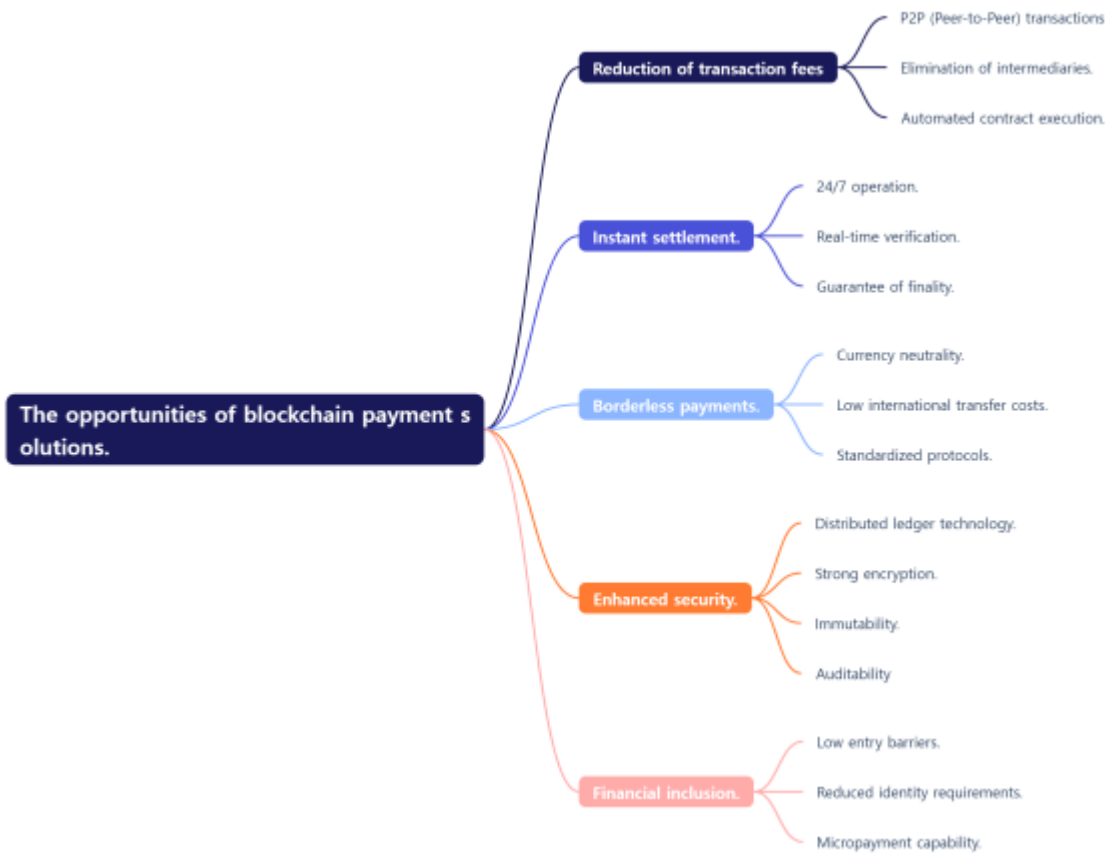 The opportunities of blockchain payment s
olutions.
Reduction of transaction fees
P2P (Peer-to-Peer) transactions
Elimination of intermediaries.
Automated contract execution.
Instant settlement.
24/7 operation.
Real-time verification.
Guarantee of finality.
Borderless payments.
Currency neutrality.
Low international transfer costs.
Standardized protocols.
Enhanced security.
Distributed ledger technology.
Strong encryption.
Immutability.
Auditability
Financial inclusion.
Low entry barriers.
Reduced identity requirements.
Micropayment capability.